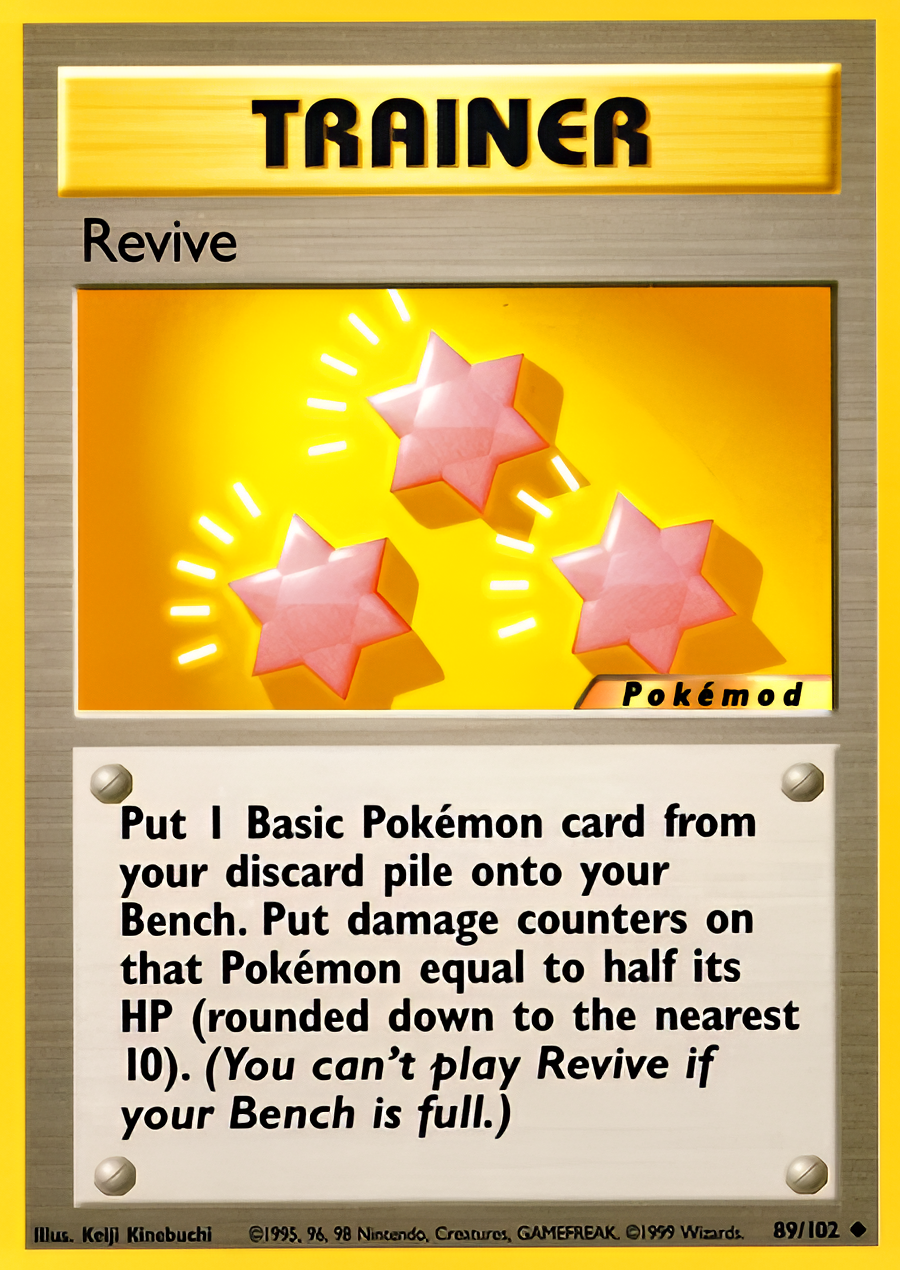 TRAINER
Revive
Pokémod
Put 1 Basic Pokémon card from
your discard pile onto your
Bench. Put damage counters on
that Pokémon equal to half its
HP (rounded down to the nearest
10). (You can't play Revive if
your Bench is full.)
Illus. Keiji Kinebuchi ©1995, 96, 98 Nintendo, Creatures, GAMEFREAK. ©1999 Wizards. 89/102 ◆